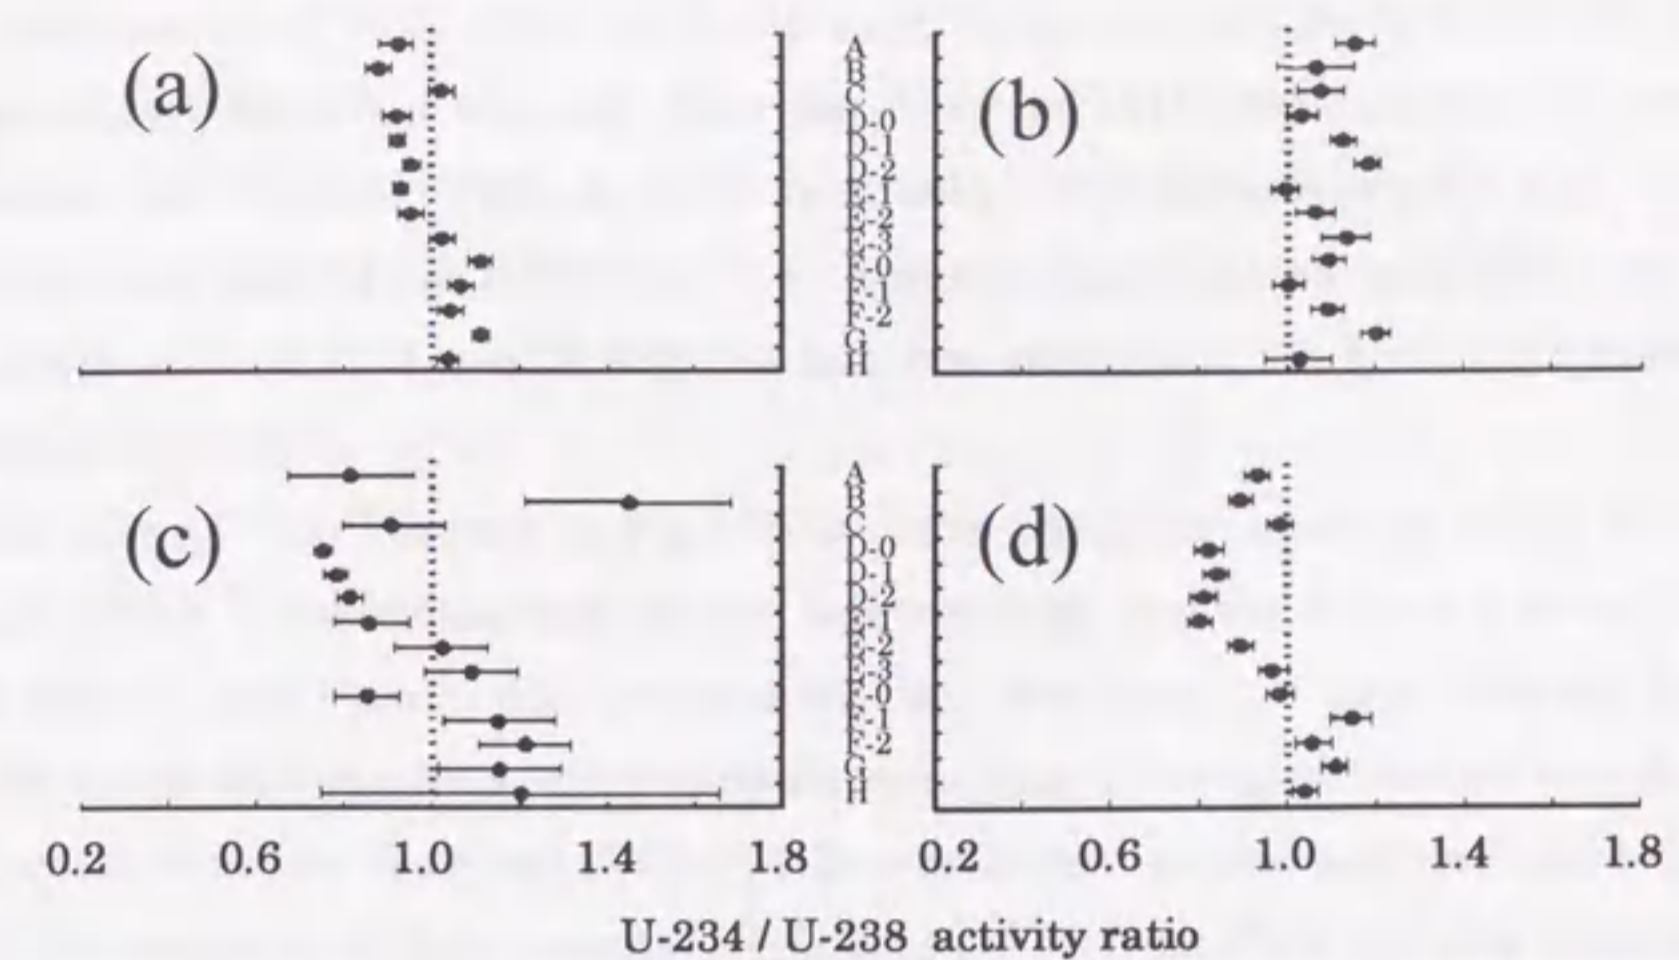 (a)
(b)
A
B
C
D-0
D-1
D-2
E-1
E-2
E-3
F-0
F-1
F-2
G
H
(c)
(d)
A
B
C
D-0
D-1
D-2
E-1
E-2
E-3
F-0
F-1
F-2
G
H
0.2 0.6 1.0 1.4 1.8 0.2 0.6 1.0 1.4 1.8
U-234 / U-238 activity ratio